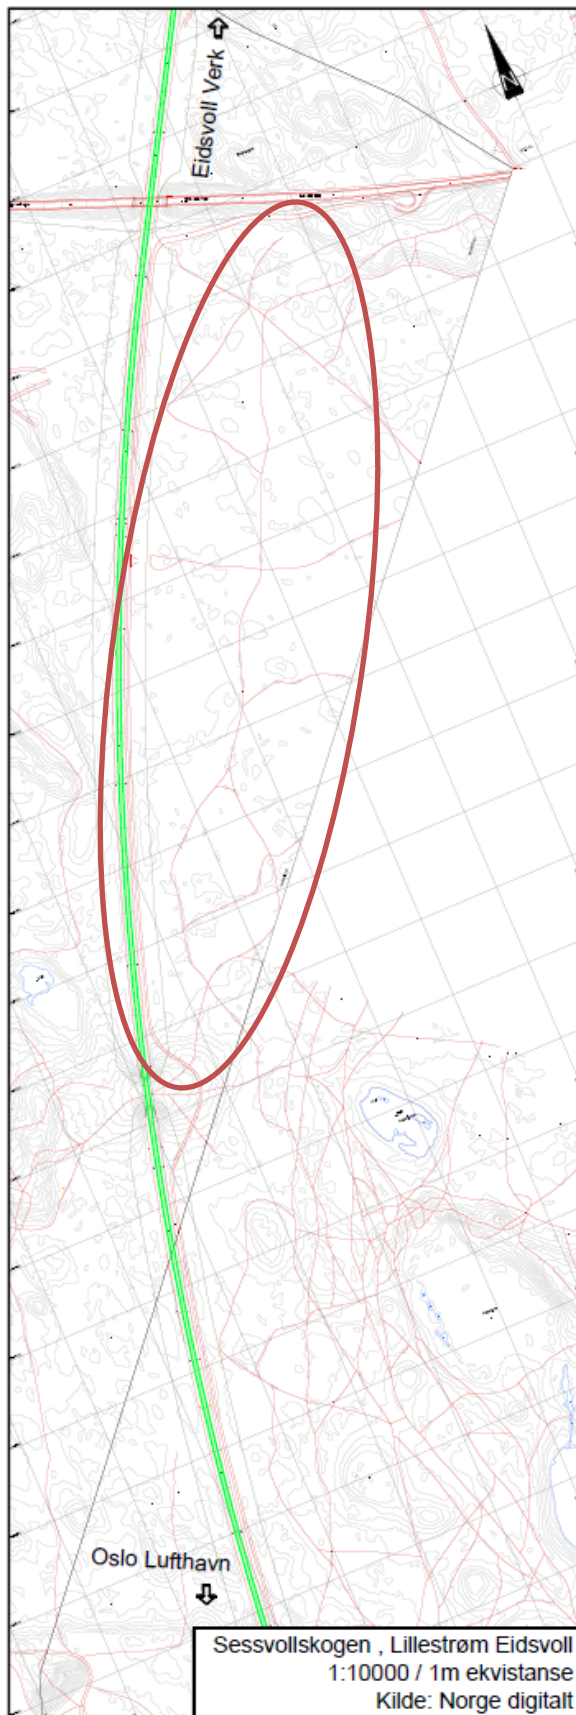 Eidsvoll Verk
N
Oslo Lufthavn
Sessvollskogen , Lillestrøm Eidsvoll
1:10000 / 1m ekvistanse
Kilde: Norge digitalt